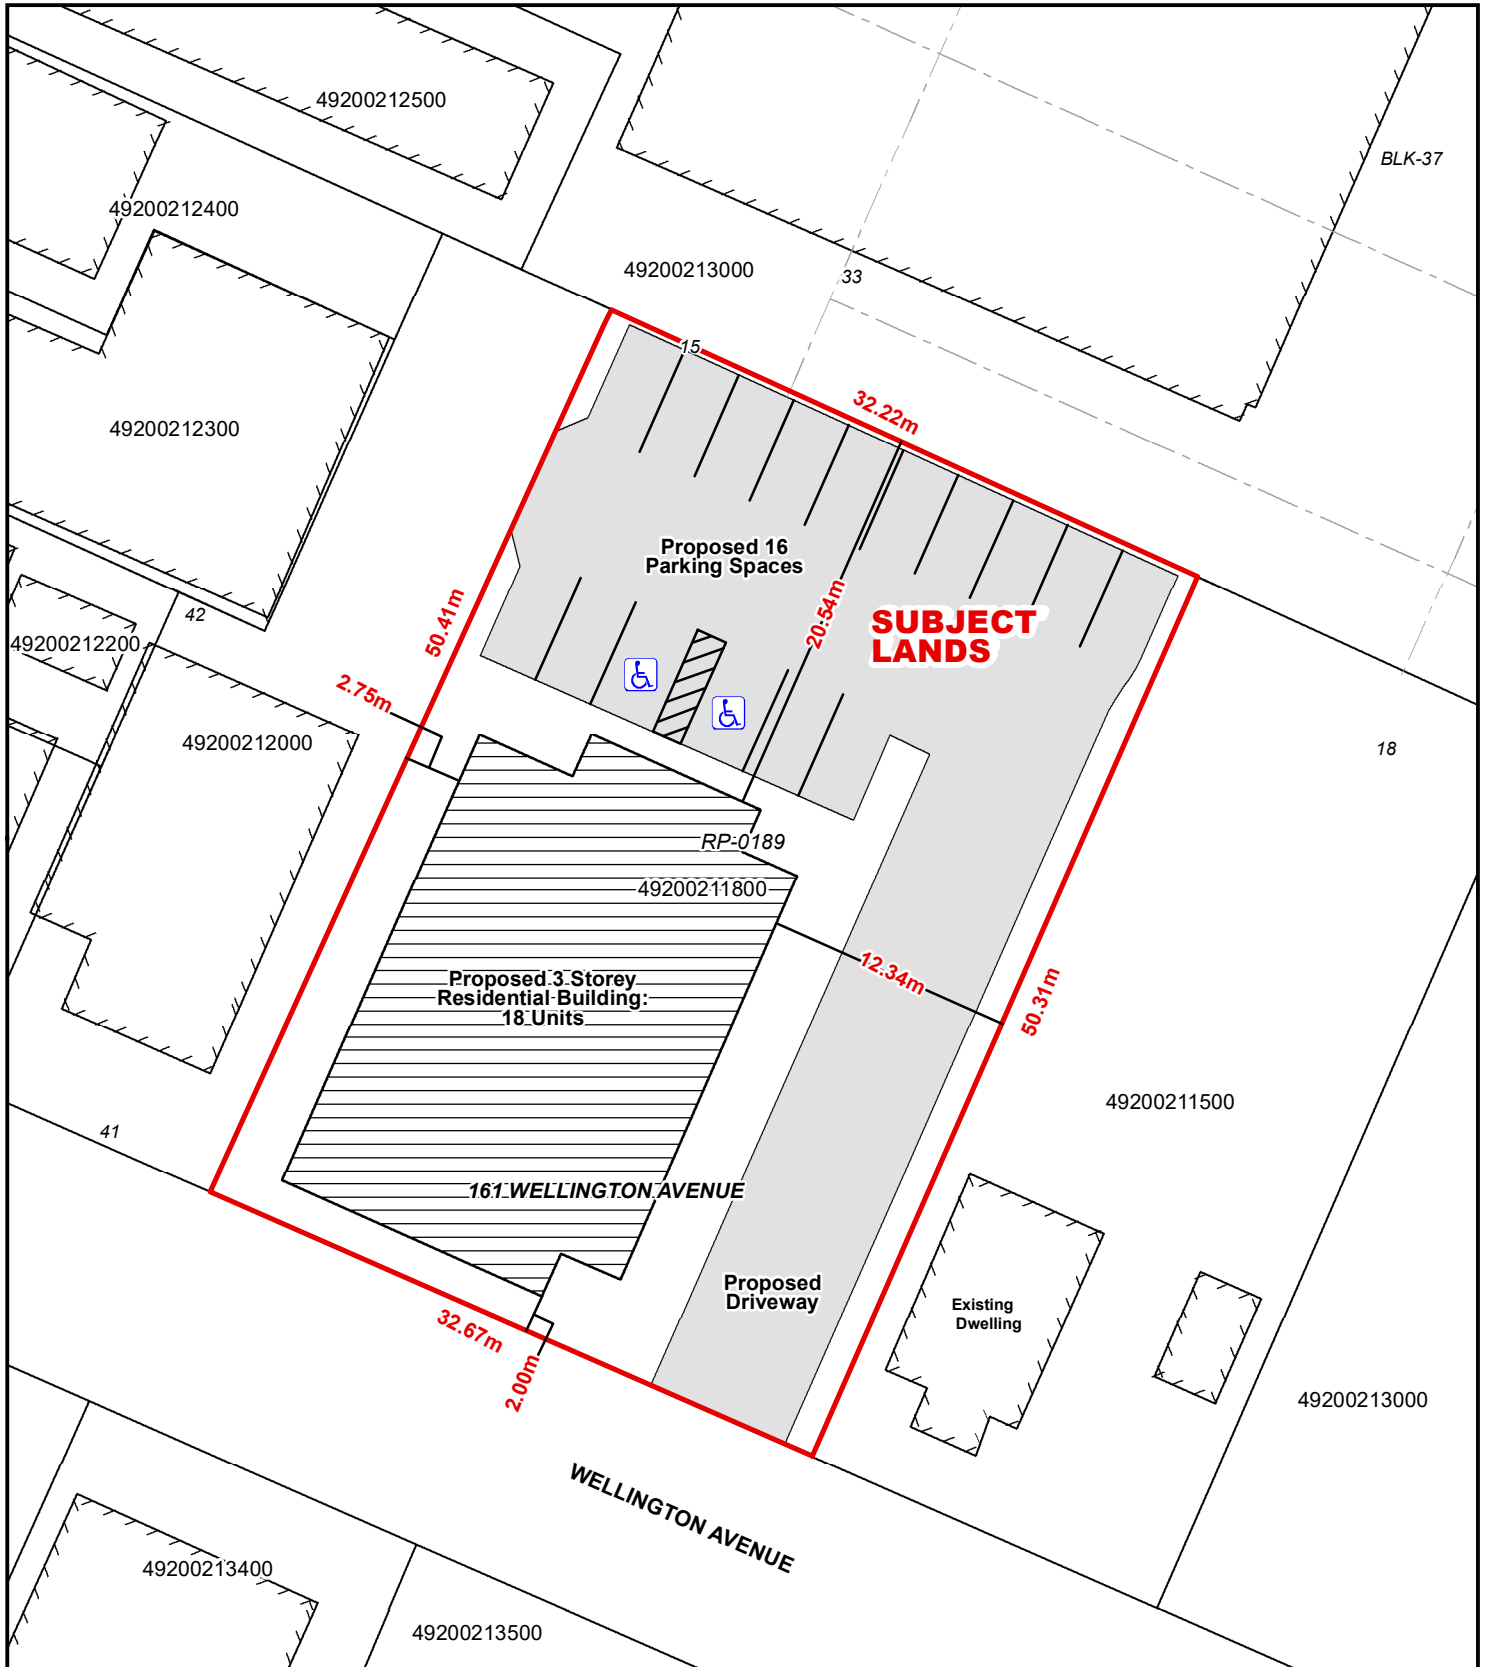 49200212500
BLK-37
49200212400
49200213000
33
15
32.22m
49200212300
Proposed 16
Parking Spaces
20.54m
50.41m
SUBJECT
LANDS
42
49200212200
2.75m
49200212000
18
RP-0189
49200211800
12.34m
Proposed 3 Storey
Residential Building:
18 Units
50.31m
49200211500
41
161 WELLINGTON AVENUE
Proposed
Driveway
Existing
Dwelling
32.67m
2.00m
49200213000
WELLINGTON AVENUE
49200213400
49200213500